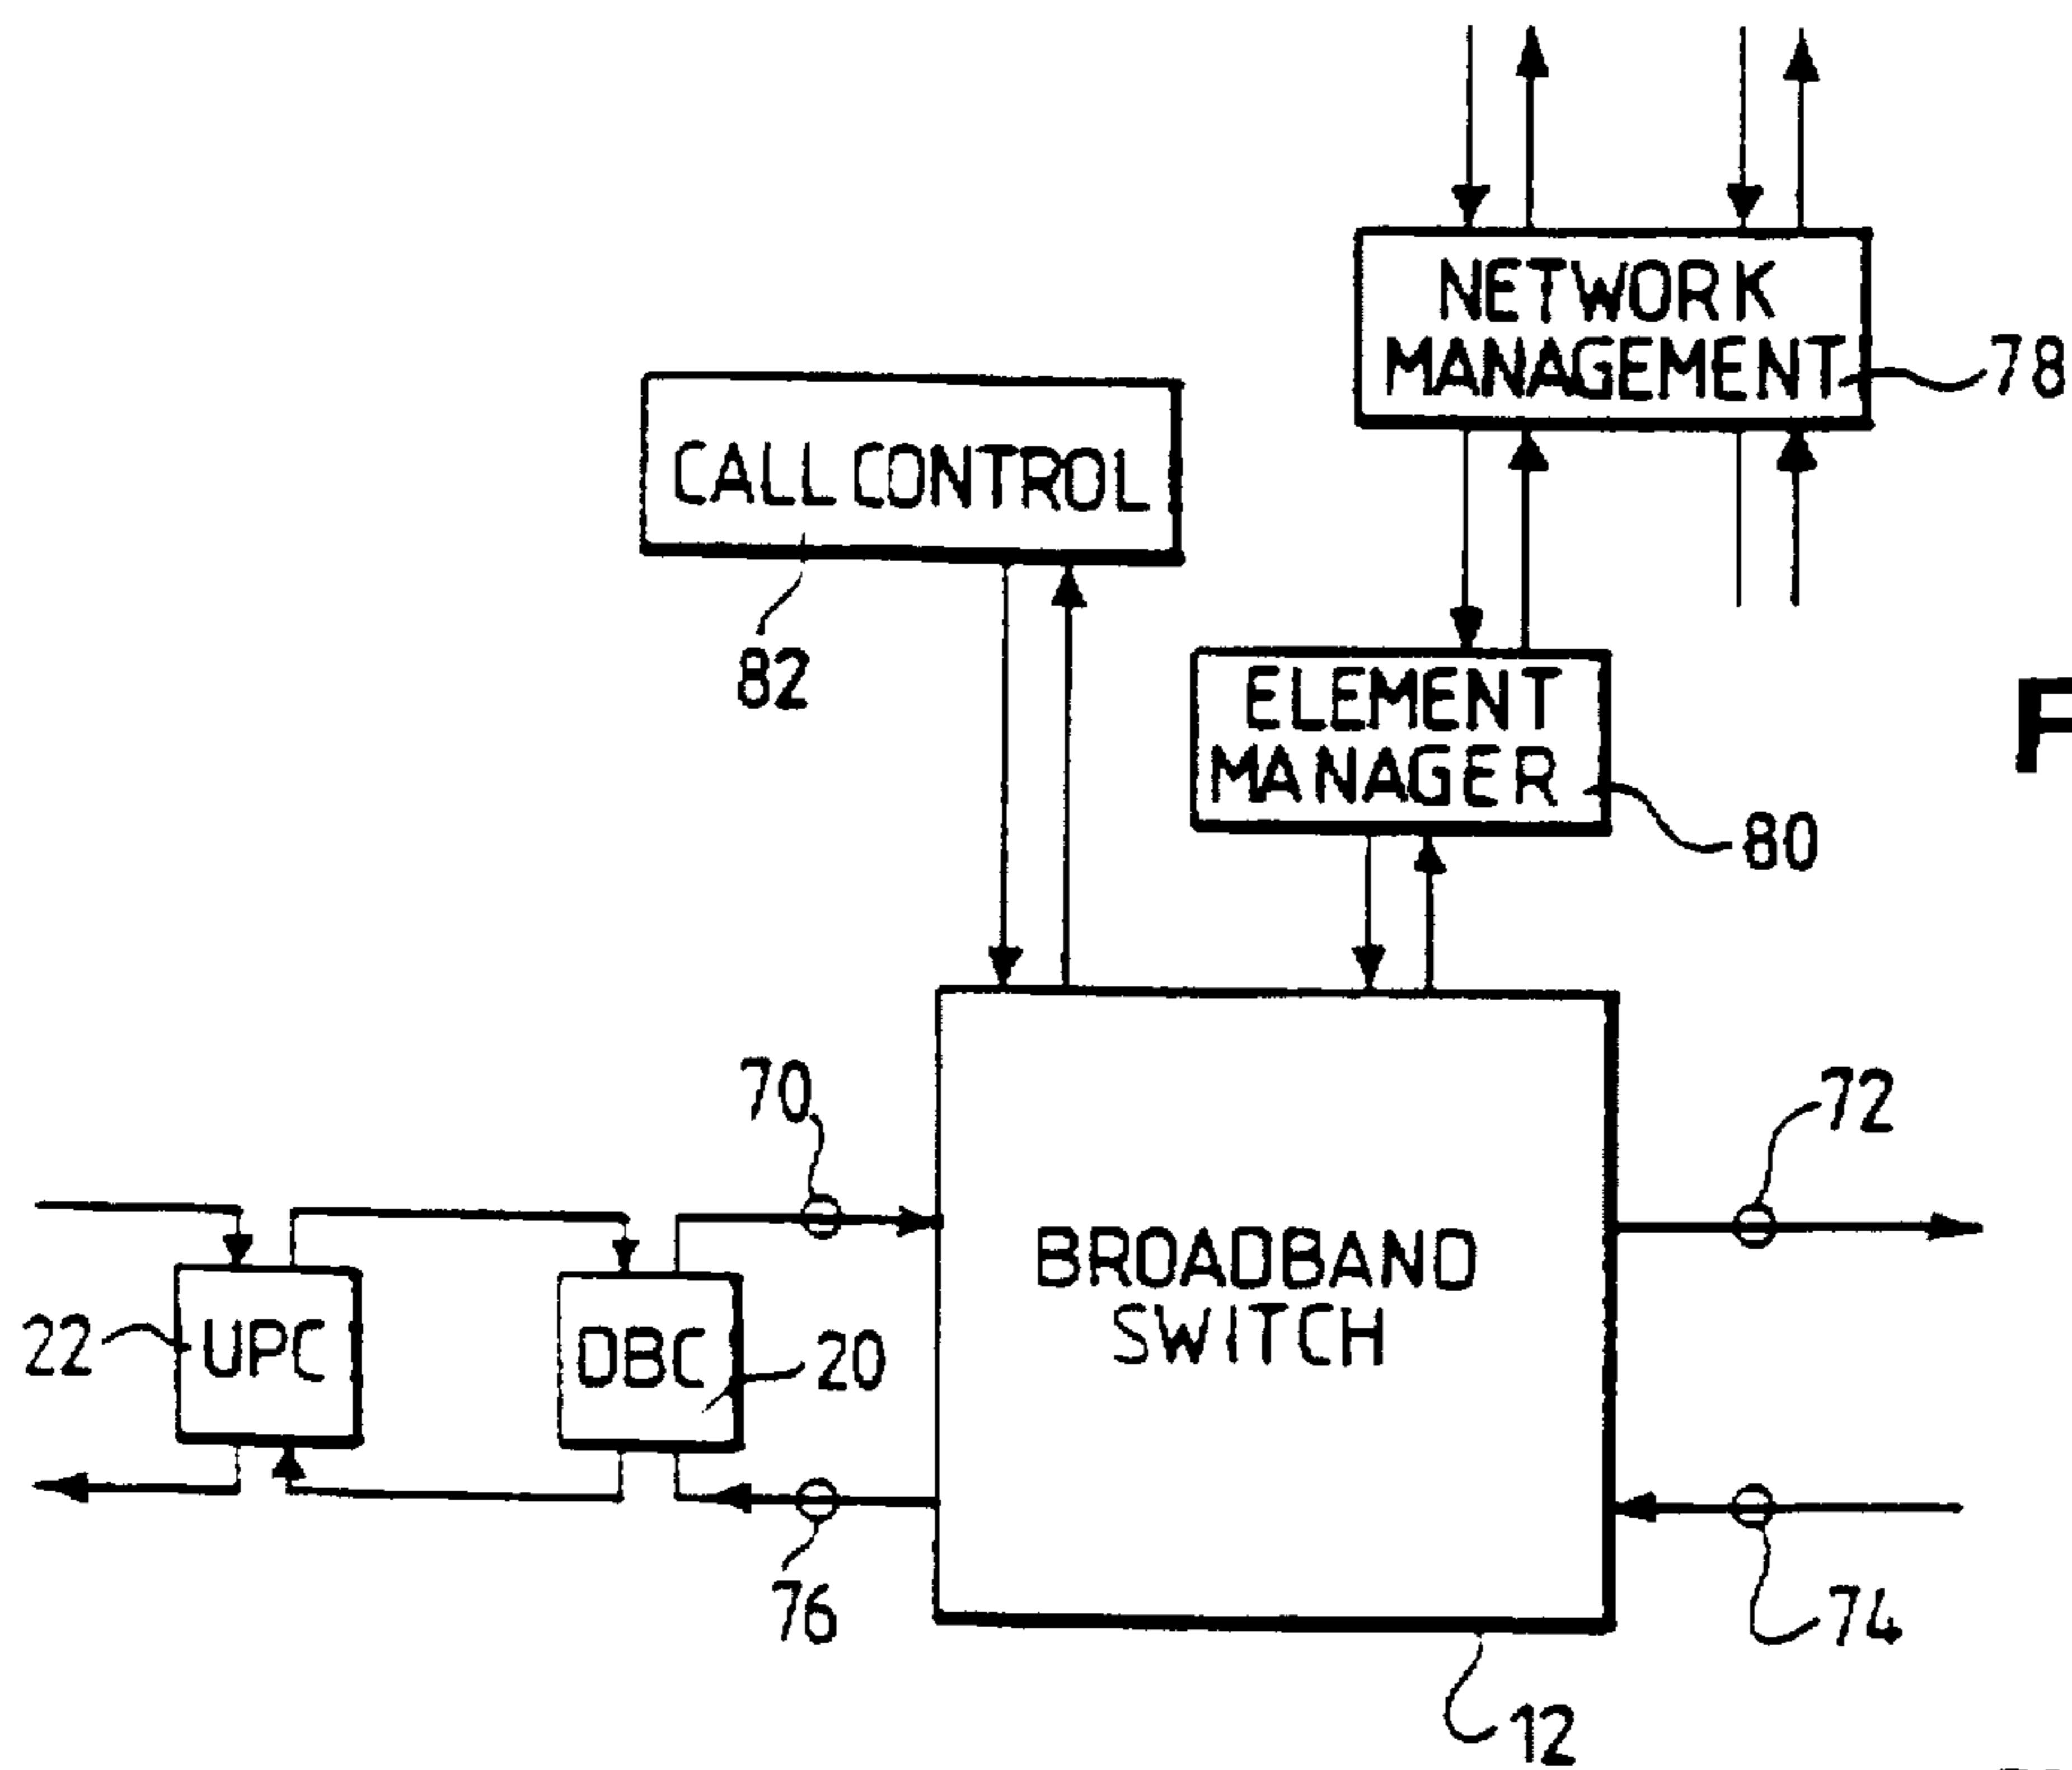 NETWORK
MANAGEMENT
78
CALL CONTROL
82
ELEMENT
MANAGER
80
F
70
72
22
UPC
DBC
20
BROADBAND
SWITCH
76
74
12